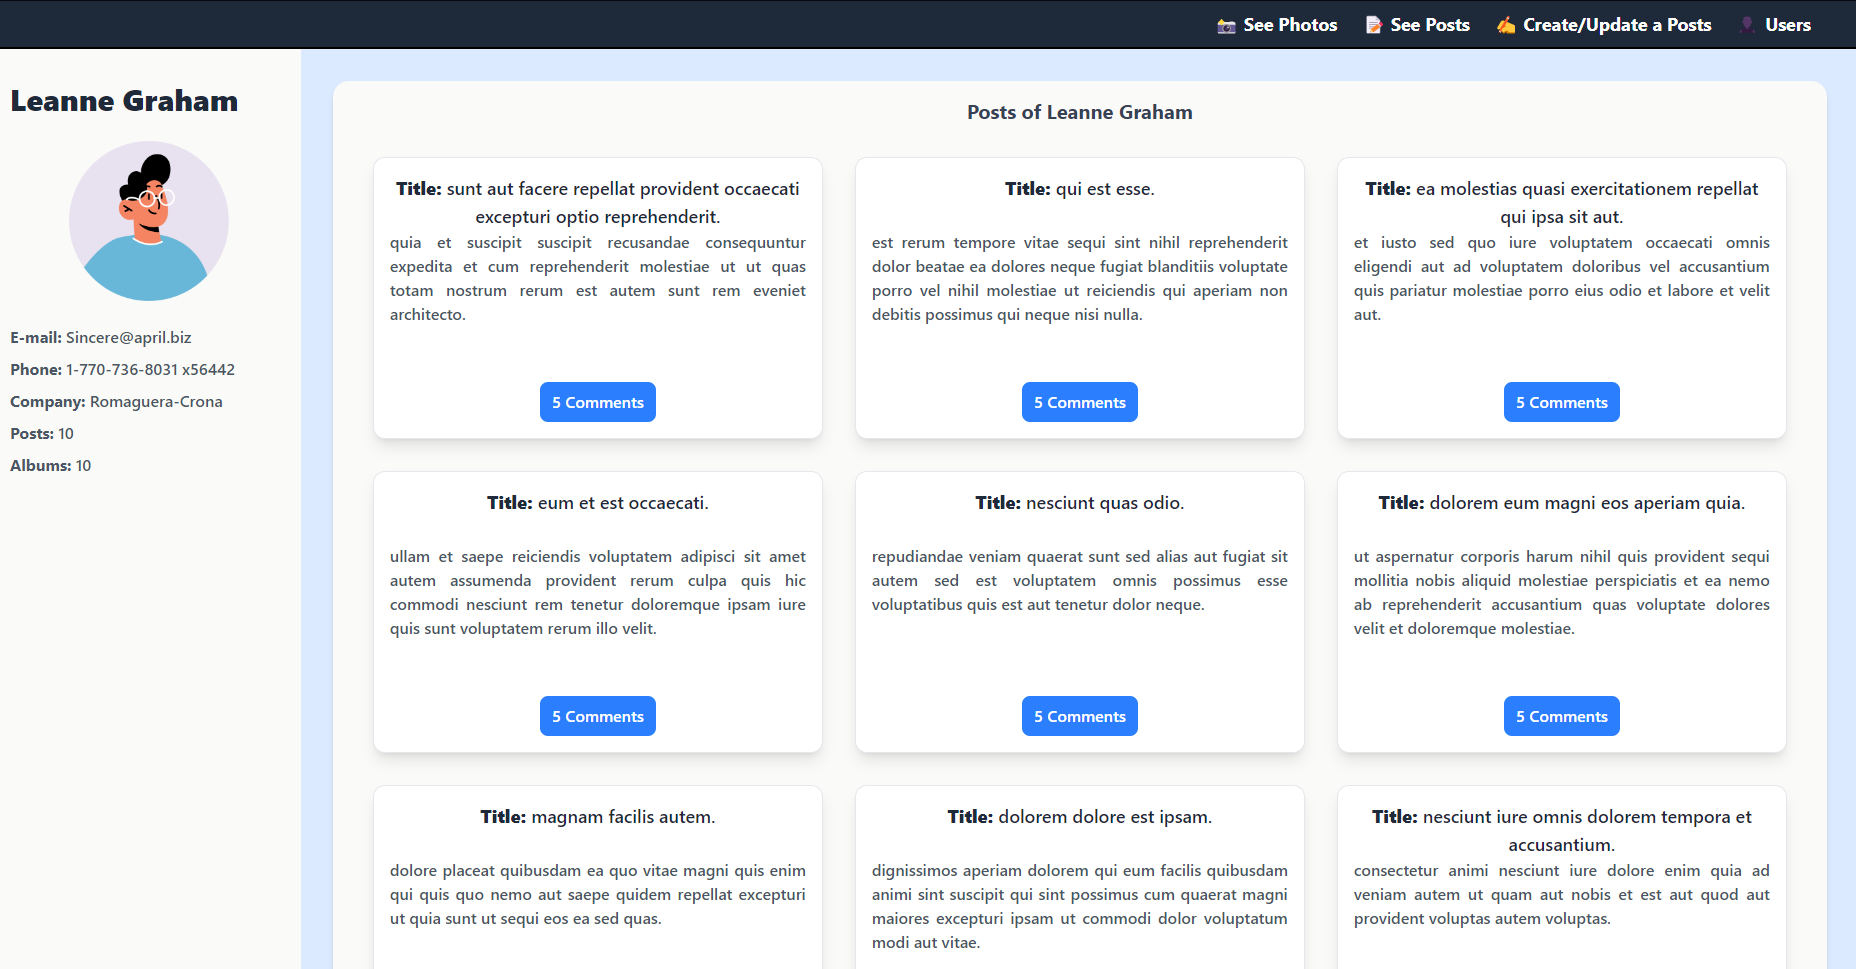 See Photos See Posts Create/Update a Posts Users
Leanne Graham
E-mail: Sincere@april.biz
Phone: 1-770-736-8031 x56442
Company: Romaguera-Crona
Posts: 10
Albums: 10
Posts of Leanne Graham
Title: sunt aut facere repellat provident occaecati
excepturi optio reprehenderit.
quia et suscipit suscipit recusandae consequuntur
expedita et cum reprehenderit molestiae ut ut quas
totam nostrum rerum est autem sunt rem eveniet
architecto.
5 Comments
Title: qui est esse.
est rerum tempore vitae sequi sint nihil reprehenderit
dolor beatae ea dolores neque fugiat blanditiis voluptate
porro vel nihil molestiae ut reiciendis qui aperiam non
debitis possimus qui neque nisi nulla.
5 Comments
Title: ea molestias quasi exercitationem repellat
qui ipsa sit aut.
et iusto sed quo iure voluptatem occaecati omnis
eligendi aut ad voluptatem doloribus vel accusantium
quis pariatur molestiae porro eius odio et labore et velit
aut.
5 Comments
Title: eum et est occaecati.
ullam et saepe reiciendis voluptatem adipisci sit amet
autem assumenda provident rerum culpa quis hic
commodi nesciunt rem tenetur doloremque ipsam iure
quis sunt voluptatem rerum illo velit.
5 Comments
Title: nesciunt quas odio.
repudiandae veniam quaerat sunt sed alias aut fugiat sit
autem sed est voluptatem omnis possimus esse
voluptatibus quis est aut tenetur dolor neque.
5 Comments
Title: dolorem eum magni eos aperiam quia.
ut aspernatur corporis harum nihil quis provident sequi
mollitia nobis aliquid molestiae perspiciatis et ea nemo
ab reprehenderit accusantium quas voluptate dolores
velit et doloremque molestiae.
5 Comments
Title: magnam facilis autem.
dolore placeat quibusdam ea quo vitae magni quis enim
qui quis quo nemo aut saepe quidem repellat excepturi
ut quia sunt ut sequi eos ea sed quas.
Title: dolorem dolore est ipsam.
dignissimos aperiam dolorem qui eum facilis quibusdam
animi sint suscipit qui sint possimus cum quaerat magni
maiores excepturi ipsam ut commodi dolor voluptatum
modi aut vitae.
Title: nesciunt iure omnis dolorem tempora et
accusantium.
consectetur animi nesciunt iure dolore enim quia ad
veniam autem ut quam aut nobis et est aut quod aut
provident voluptas autem voluptas.